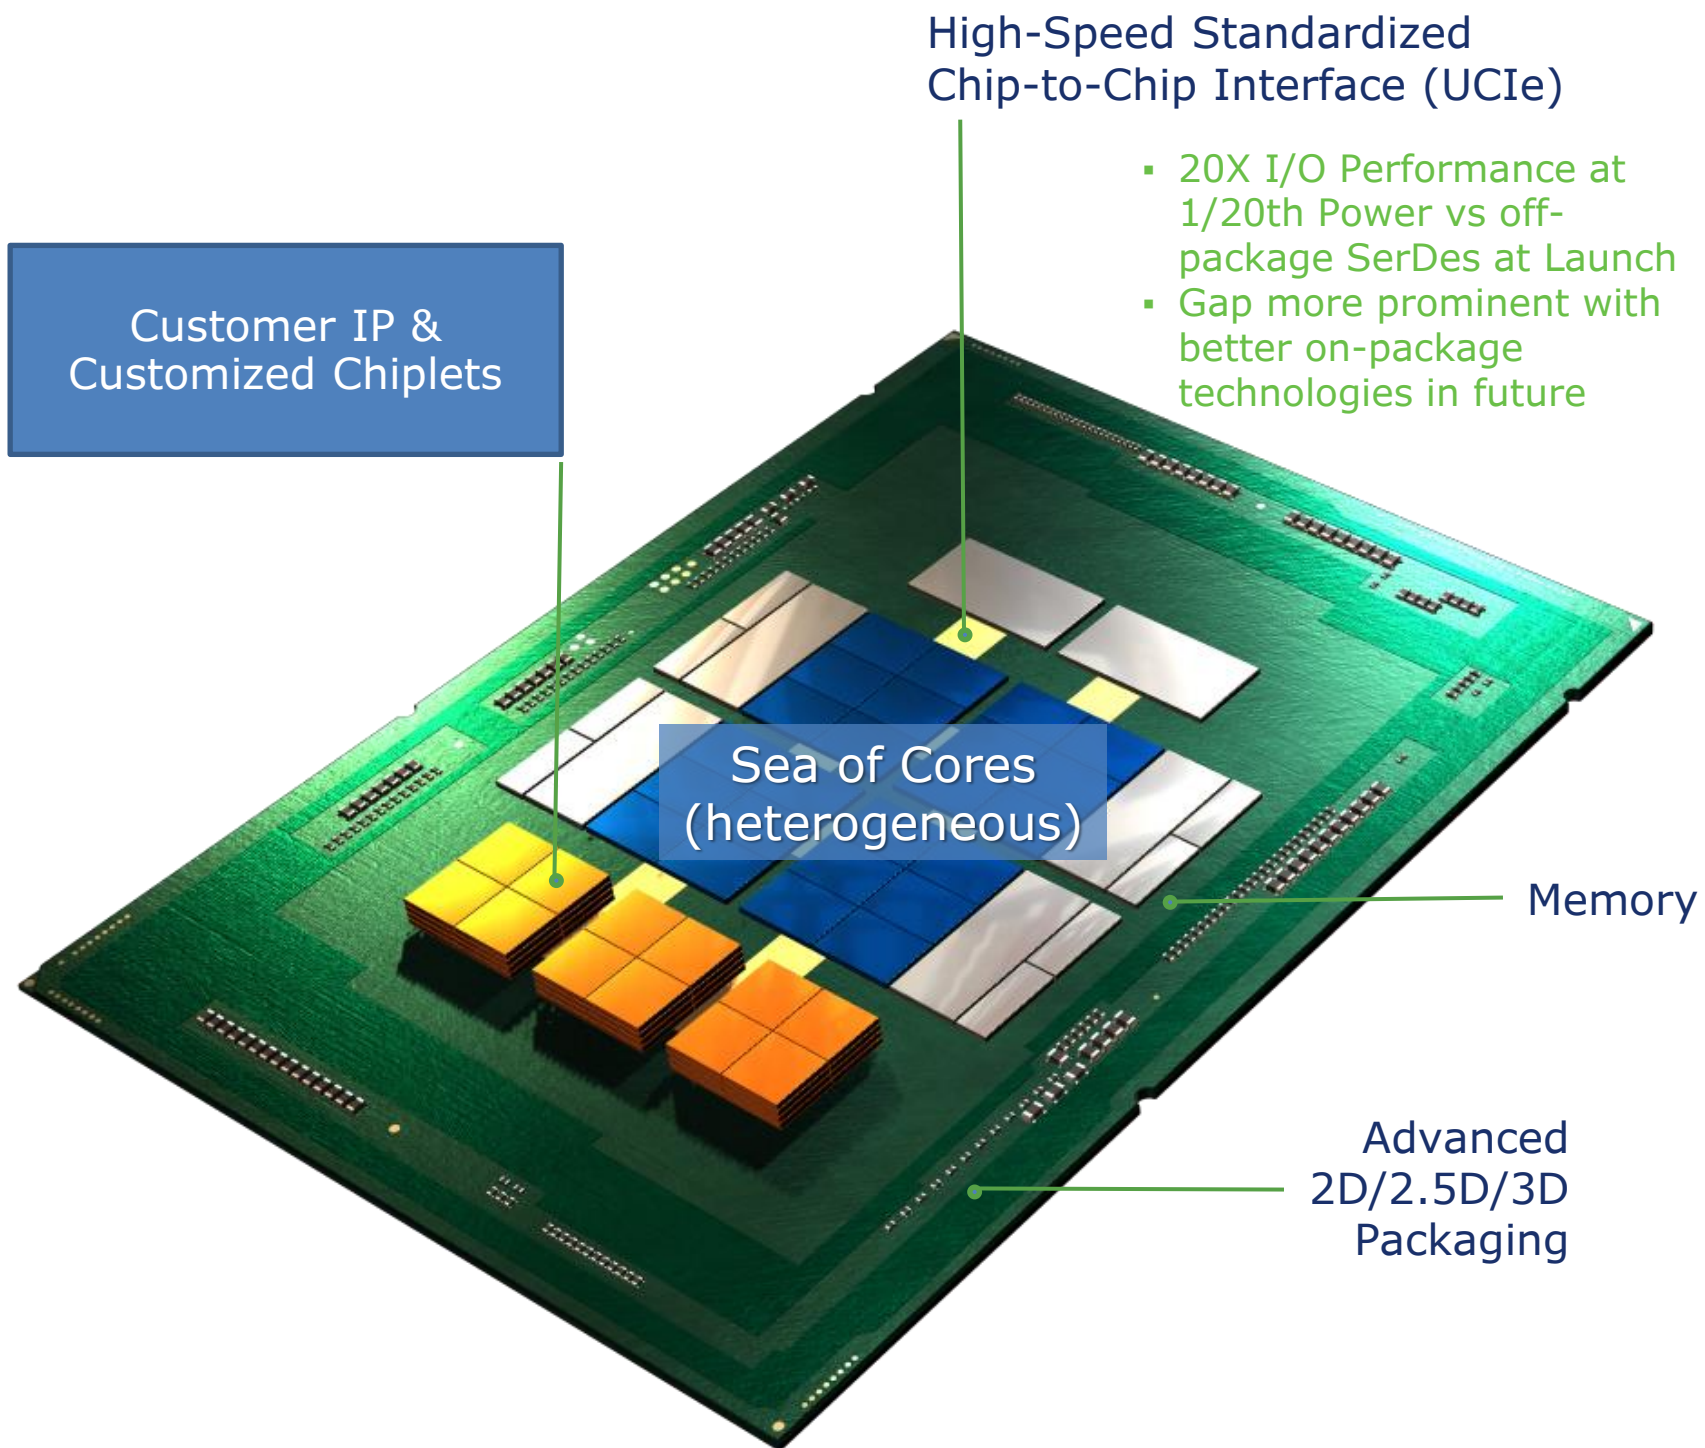 High-Speed Standardized
Chip-to-Chip Interface (UCIe)
▪ 20X I/O Performance at
1/20th Power vs off-
package SerDes at Launch
▪ Gap more prominent with
better on-package
technologies in future
Customer IP &
Customized Chiplets
Sea of Cores
(heterogeneous)
Memory
Advanced
2D/2.5D/3D
Packaging